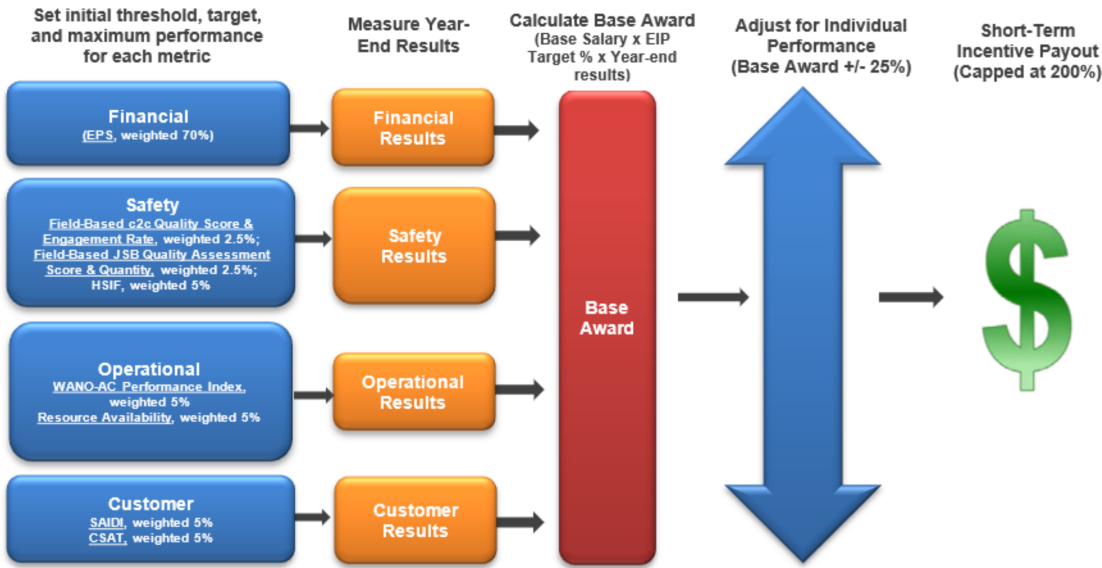 Set initial threshold, target,
and maximum performance
for each metric
Measure Year-
End Results
Calculate Base Award
(Base Salary x EIP
Target % x Year-end
results)
Adjust for Individual
Performance
(Base Award +/- 25%)
Short-Term
Incentive Payout
(Capped at 200%)
Financial
(EPS, weighted 70%)
Financial
Results
Safety
Field-Based c2c Quality Score &
Engagement Rate, weighted 2.5%;
Field-Based JSB Quality Assessment
Score & Quantity, weighted 2.5%;
HSIF, weighted 5%
Safety
Results
Operational
WANO-AC Performance Index,
weighted 5%
Resource Availability, weighted 5%
Operational
Results
Customer
SAIDI, weighted 5%
CSAT, weighted 5%
Customer
Results
Base
Award
$